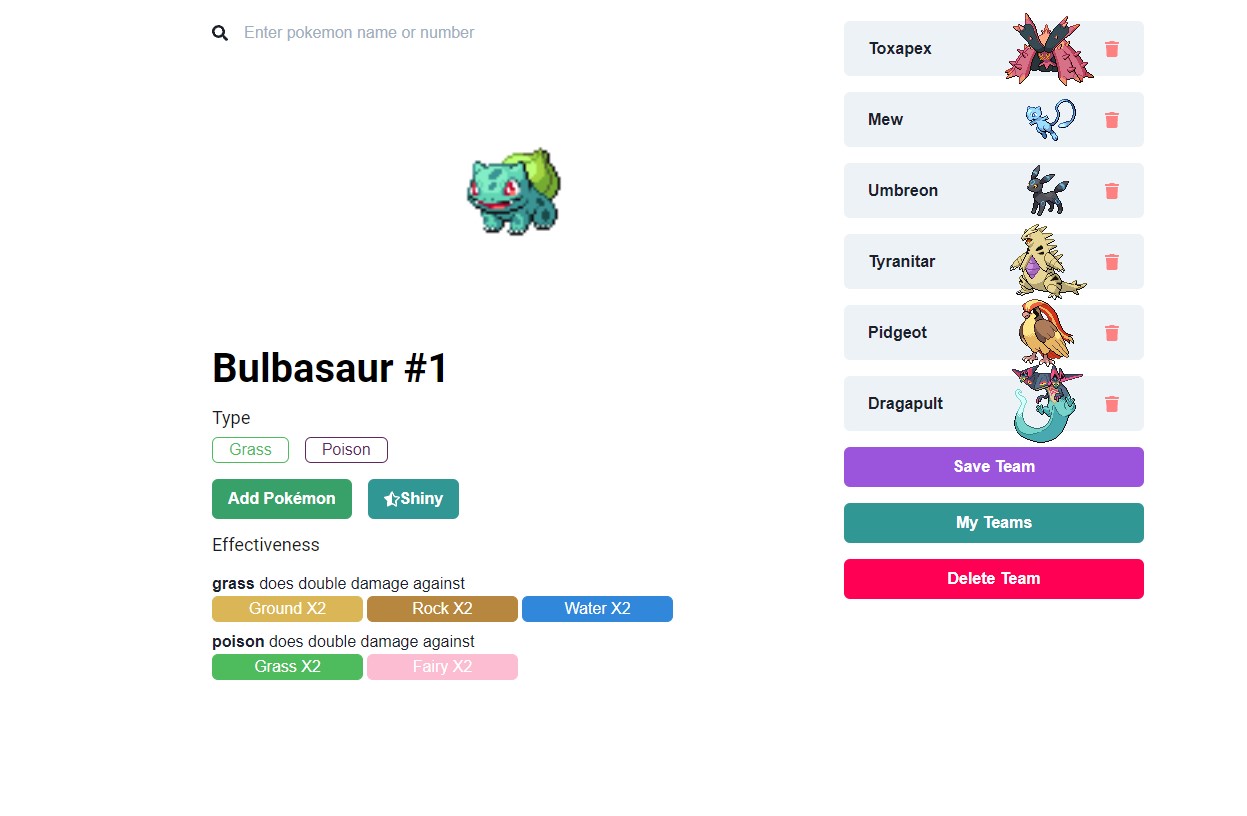 Enter pokemon name or number
Bulbasaur #1
Type
Grass Poison
Add Pokémon Shiny
Effectiveness
grass does double damage against
Ground X2 Rock X2 Water X2
poison does double damage against
Grass X2 Fairy X2
Toxapex
Mew
Umbreon
Tyranitar
Pidgeot
Dragapult
Save Team
My Teams
Delete Team